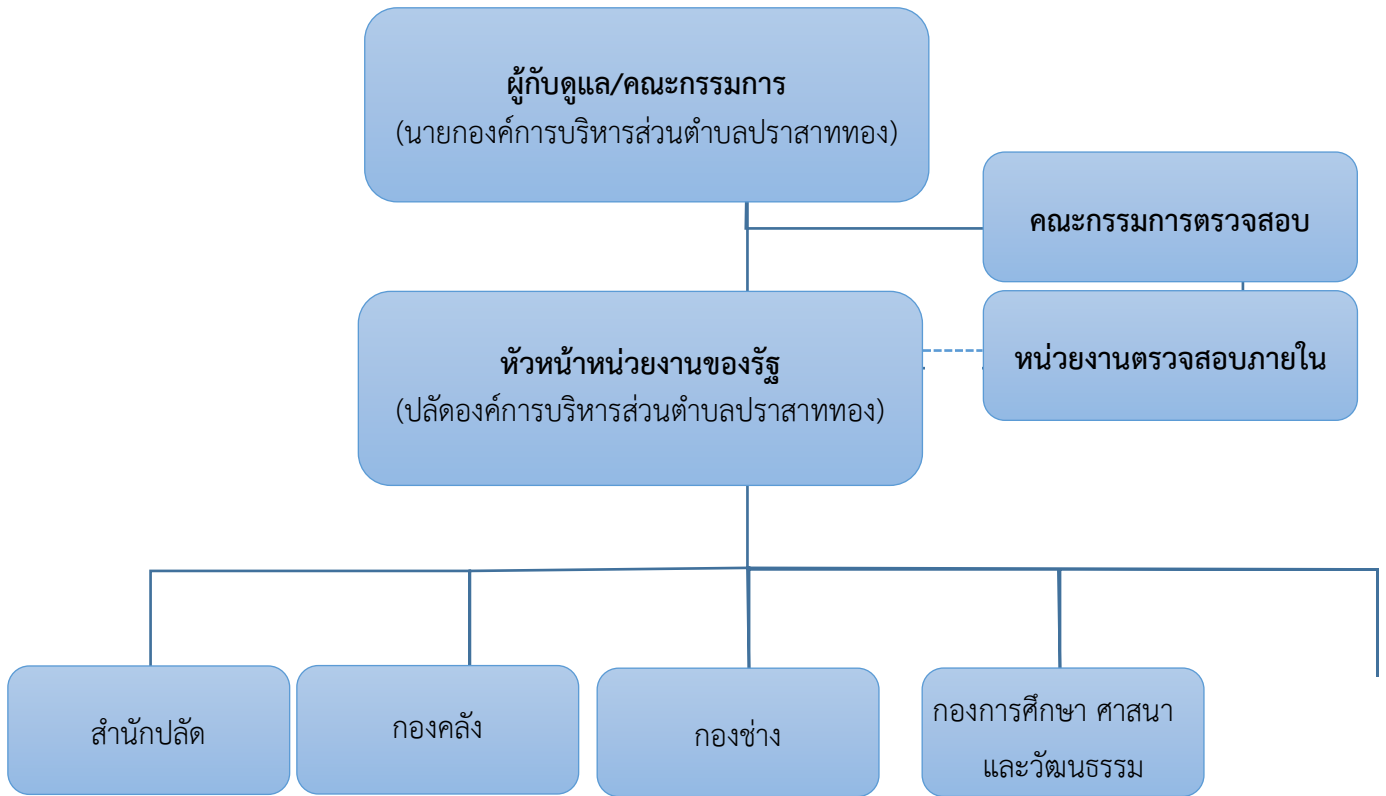 ผู้กับดูแล/คณะกรรมการ
(นายกองค์การบริหารส่วนตำบลปราสาททอง)
คณะกรรมการตรวจสอบ
หัวหน้าหน่วยงานของรัฐ
(ปลัดองค์การบริหารส่วนตำบลปราสาททอง)
หน่วยงานตรวจสอบภายใน
สำนักปลัด
กองคลัง
กองช่าง
กองการศึกษา ศาสนา
และวัฒนธรรม